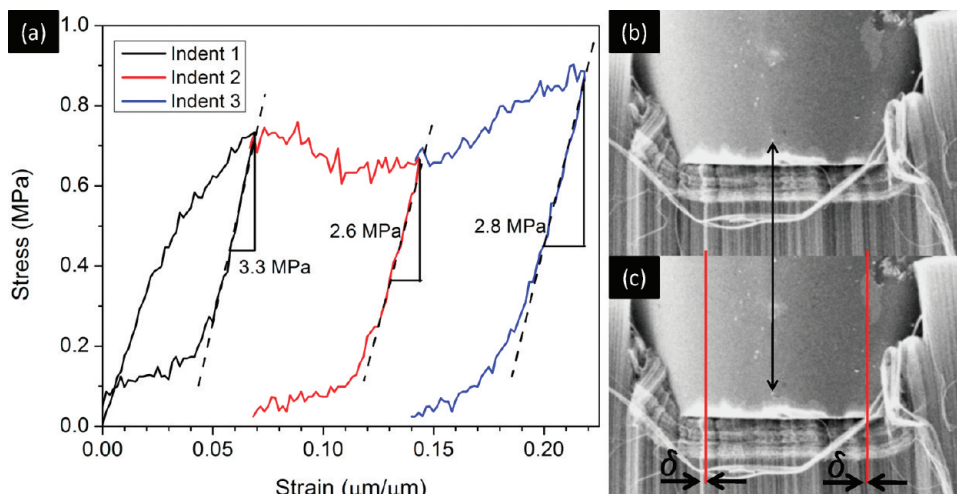 (a)
Indent 1
Indent 2
Indent 3
Stress (MPa)
1.0
0.8
0.6
0.4
0.2
0.0
3.3 MPa
2.6 MPa
2.8 MPa
0.00
0.05
0.10
0.15
0.20
Strain (μm/μm)
(b)
(c)
δ
δ